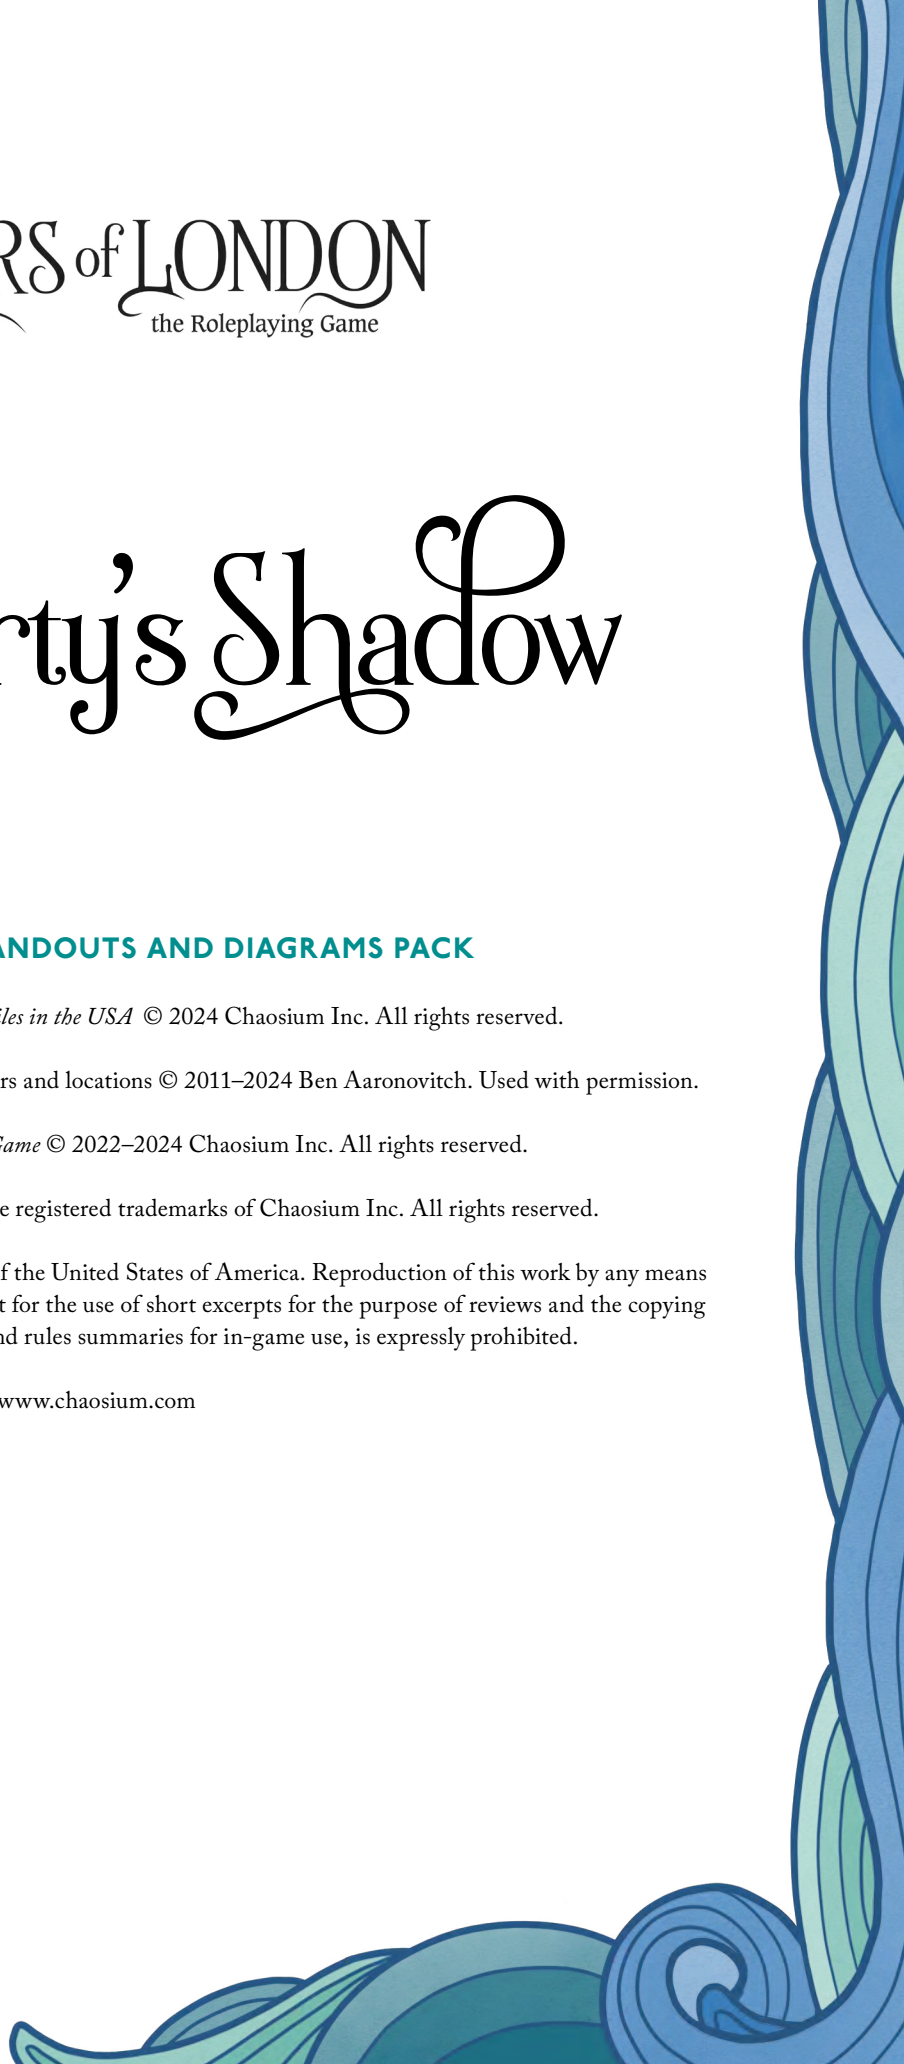 RS of LONDON
the Roleplaying Game
rty's Shadow
ANDOUTS AND DIAGRAMS PACK
iles in the USA © 2024 Chaosium Inc. All rights reserved.
rs and locations © 2011–2024 Ben Aaronovitch. Used with permission.
Game © 2022–2024 Chaosium Inc. All rights reserved.
e registered trademarks of Chaosium Inc. All rights reserved.
f the United States of America. Reproduction of this work by any means
t for the use of short excerpts for the purpose of reviews and the copying
nd rules summaries for in-game use, is expressly prohibited.
www.chaosium.com